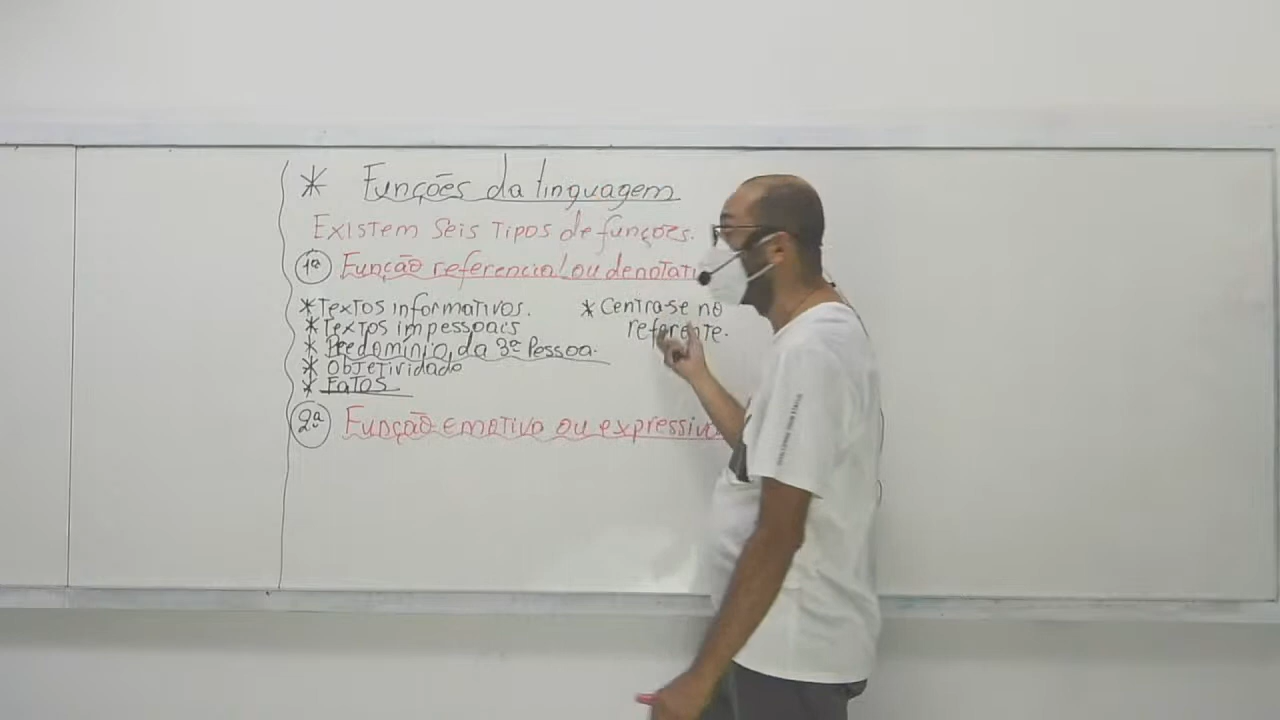 * Funções da linguagem
Existem seis tipos de funções.
1ª Função referencial ou denotati
* Textos informativos.
* Textos impessoais
* Predomínio da 3ª Pessoa.
* Objetividade
* Fatos
* Centra-se no
referente.
2ª Função emotiva ou expressiva